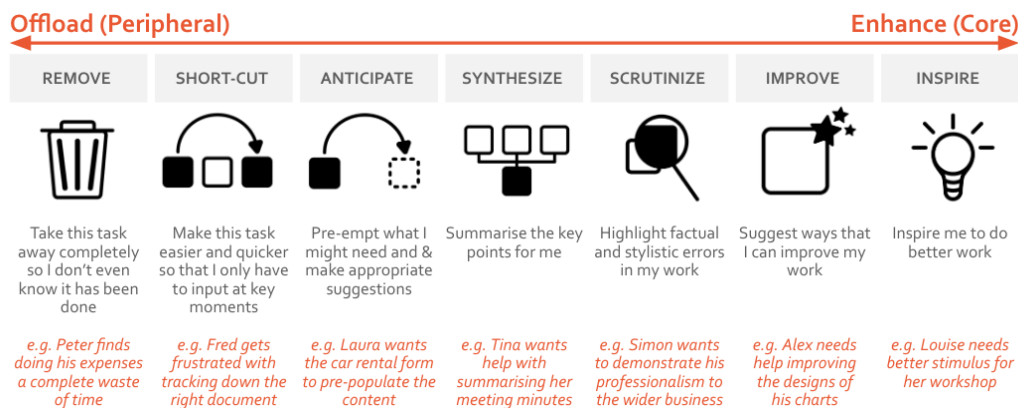 Offload (Peripheral)
Enhance (Core)
REMOVE
SHORT-CUT
ANTICIPATE
SYNTHESIZE
SCRUTINIZE
IMPROVE
INSPIRE
Take this task
away completely
so I don't even
know it has been
done
Make this task
easier and quicker
so that I only have
to input at key
moments
Pre-empt what I
might need and &
make appropriate
suggestions
Summarise the key
points for me
Highlight factual
and stylistic errors
in my work
Suggest ways that
I can improve my
work
Inspire me to do
better work
e.g. Peter finds
doing his expenses
a complete waste
of time
e.g. Fred gets
frustrated with
tracking down the
right document
e.g. Laura wants
the car rental form
to pre-populate the
content
e.g. Tina wants
help with
summarising her
meeting minutes
e.g. Simon wants
to demonstrate his
professionalism to
the wider business
e.g. Alex needs
help improving
the designs of
his charts
e.g. Louise needs
better stimulus for
her workshop